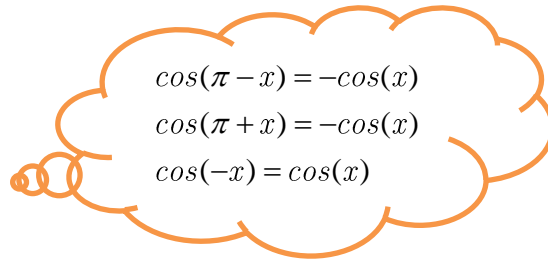 cos(π − x) = −cos(x)
cos(π + x) = −cos(x)
cos(−x) = cos(x)